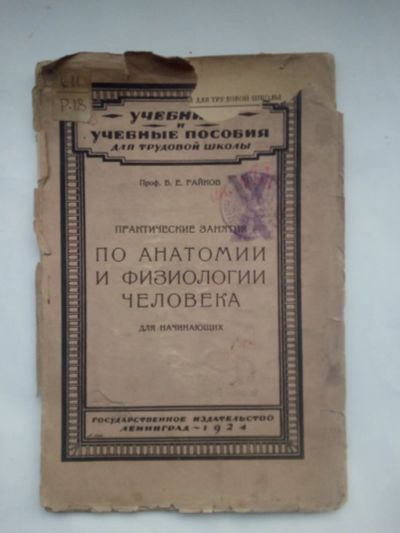 Р.18
ДЛЯ ТРУДОВОЙ ШКОЛЫ
УЧЕБНИ
И
УЧЕБНЫЕ ПОСОБИЯ
ДЛЯ ТРУДОВОЙ ШКОЛЫ
Проф. Б. Е. РАЙКОВ
ПРАКТИЧЕСКИЕ ЗАНЯТИЯ
ПО АНАТОМИИ
И ФИЗИОЛОГИИ
ЧЕЛОВЕКА
ДЛЯ НАЧИНАЮЩИХ
ГОСУДАРСТВЕННОЕ ИЗДАТЕЛЬСТВО
ЛЕНИНГРАД ~ 1924